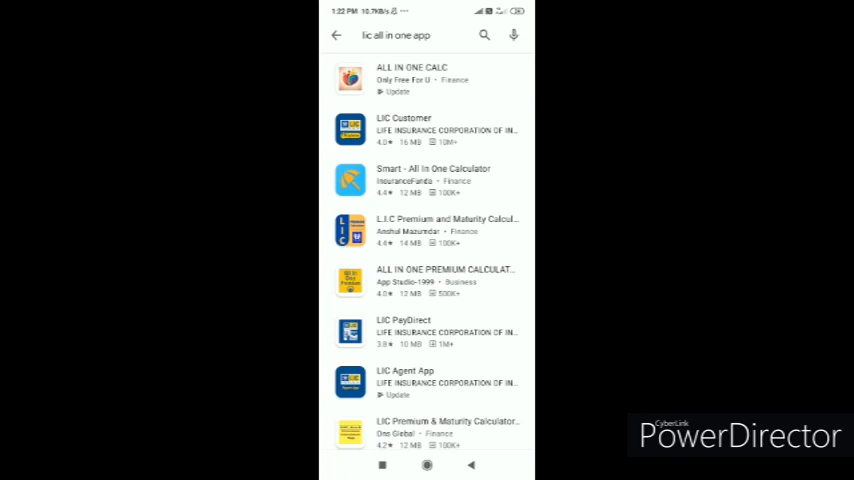 1:22 PM 10.7KB/s
lic all in one app
ALL IN ONE CALC
Only Free For U • Finance
Update
LIC Customer
LIFE INSURANCE CORPORATION OF IN...
4.0★ 16 MB 10M+
Smart - All In One Calculator
InsuranceFunda • Finance
4.4★ 12 MB 100K+
L.I.C Premium and Maturity Calcul...
Anshul Mazumdar • Finance
4.4★ 14 MB 100K+
ALL IN ONE PREMIUM CALCULAT...
App Studio-1999 • Business
4.0★ 12 MB 500K+
LIC PayDirect
LIFE INSURANCE CORPORATION OF IN...
3.8★ 10 MB 1M+
LIC Agent App
LIFE INSURANCE CORPORATION OF IN...
Update
LIC Premium & Maturity Calculator...
Ons Global • Finance
4.2★ 12 MB 100K+
CyberLink
PowerDirector